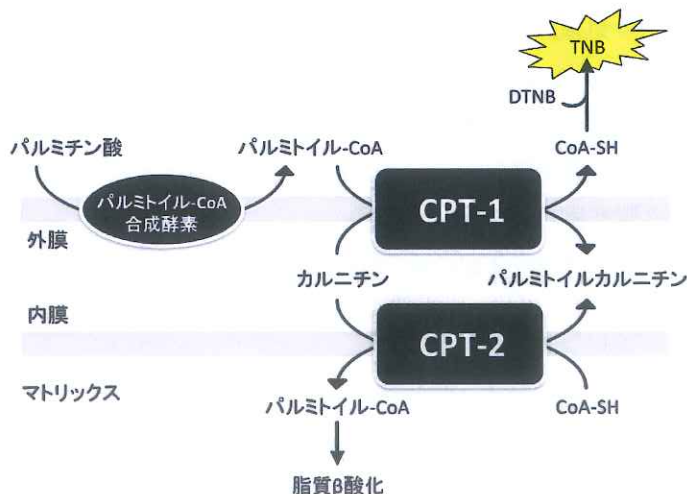 TNB
DTNB
パルミチン酸
パルミトイル-CoA
CoA-SH
パルミトイル-CoA
合成酵素
CPT-1
外膜
カルニチン
パルミトイルカルニチン
内膜
CPT-2
マトリックス
パルミトイル-CoA
CoA-SH
脂質β酸化